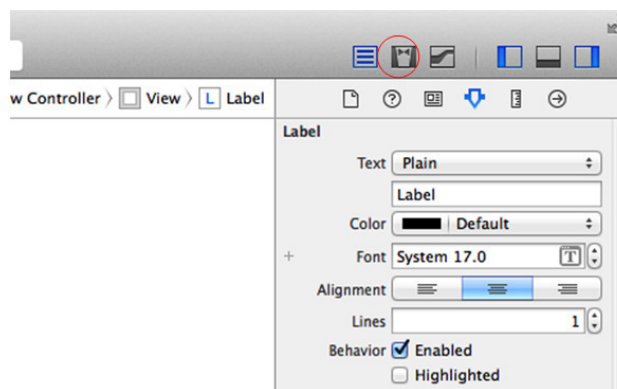 w Controller 〉 View 〉 L Label
Label
Text Plain
Label
Color Default
+ Font System 17.0 T
Alignment
Lines 1
Behavior Enabled
Highlighted